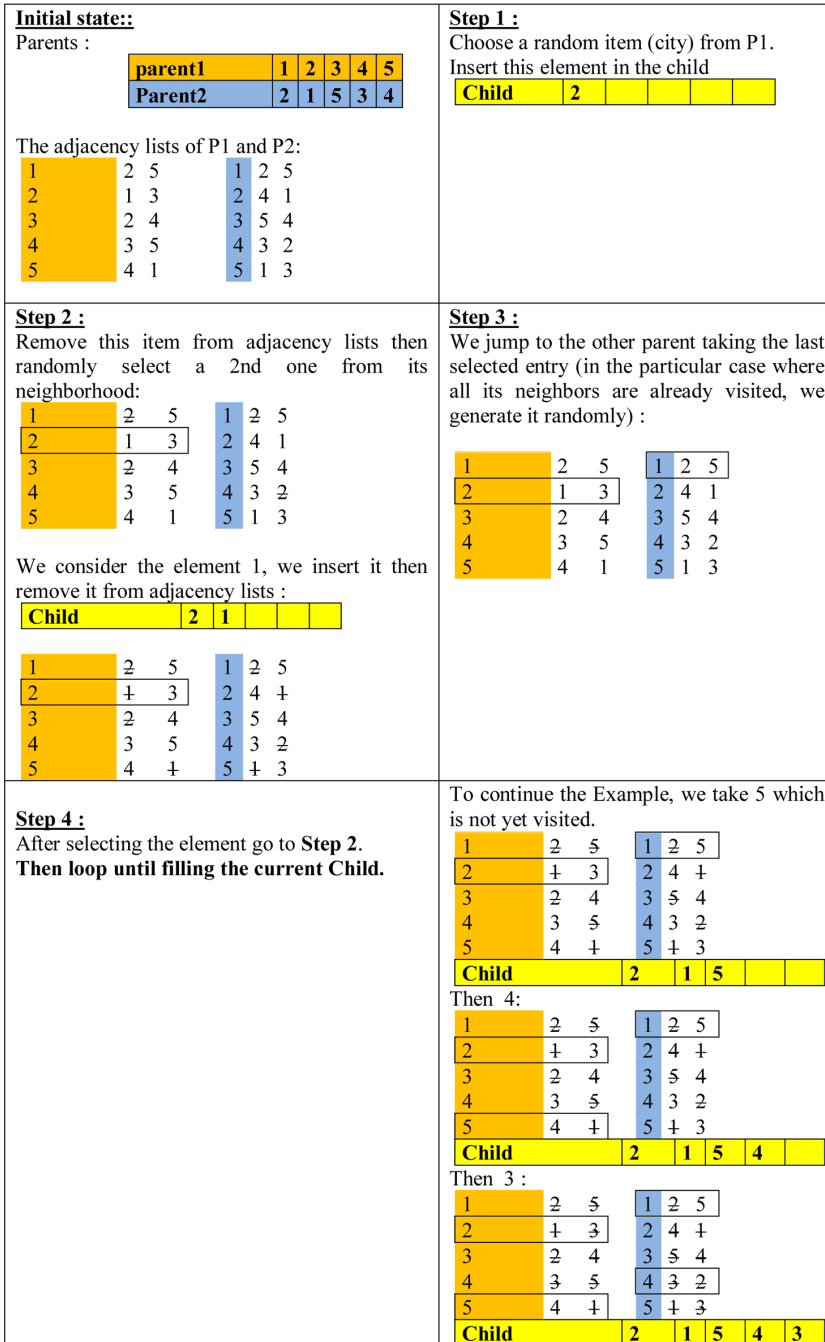 Initial state::
Parents :
parent1 1 2 3 4 5
Parent2 2 1 5 3 4
The adjacency lists of P1 and P2:
1 2 5 1 2 5
2 1 3 2 4 1
3 2 4 3 5 4
4 3 5 4 3 2
5 4 1 5 1 3
Step 1 :
Choose a random item (city) from P1.
Insert this element in the child
Child 2
Step 2 :
Remove this item from adjacency lists then
randomly select a 2nd one from its
neighborhood:
1 2 5 1 2 5
2 1 3 2 4 1
3 2 4 3 5 4
4 3 5 4 3 2
5 4 1 5 1 3
We consider the element 1, we insert it then
remove it from adjacency lists :
Child 2 1
1 2 5 1 2 5
2 1 3 2 4 1
3 2 4 3 5 4
4 3 5 4 3 2
5 4 1 5 1 3
Step 3 :
We jump to the other parent taking the last
selected entry (in the particular case where
all its neighbors are already visited, we
generate it randomly) :
1 2 5 1 2 5
2 1 3 2 4 1
3 2 4 3 5 4
4 3 5 4 3 2
5 4 1 5 1 3
Step 4 :
After selecting the element go to Step 2.
Then loop until filling the current Child.
To continue the Example, we take 5 which
is not yet visited.
1 2 5 1 2 5
2 1 3 2 4 1
3 2 4 3 5 4
4 3 5 4 3 2
5 4 1 5 1 3
Child 2 1 5
Then 4:
1 2 5 1 2 5
2 1 3 2 4 1
3 2 4 3 5 4
4 3 5 4 3 2
5 4 1 5 1 3
Child 2 1 5 4
Then 3 :
1 2 5 1 2 5
2 1 3 2 4 1
3 2 4 3 5 4
4 3 5 4 3 2
5 4 1 5 1 3
Child 2 1 5 4 3